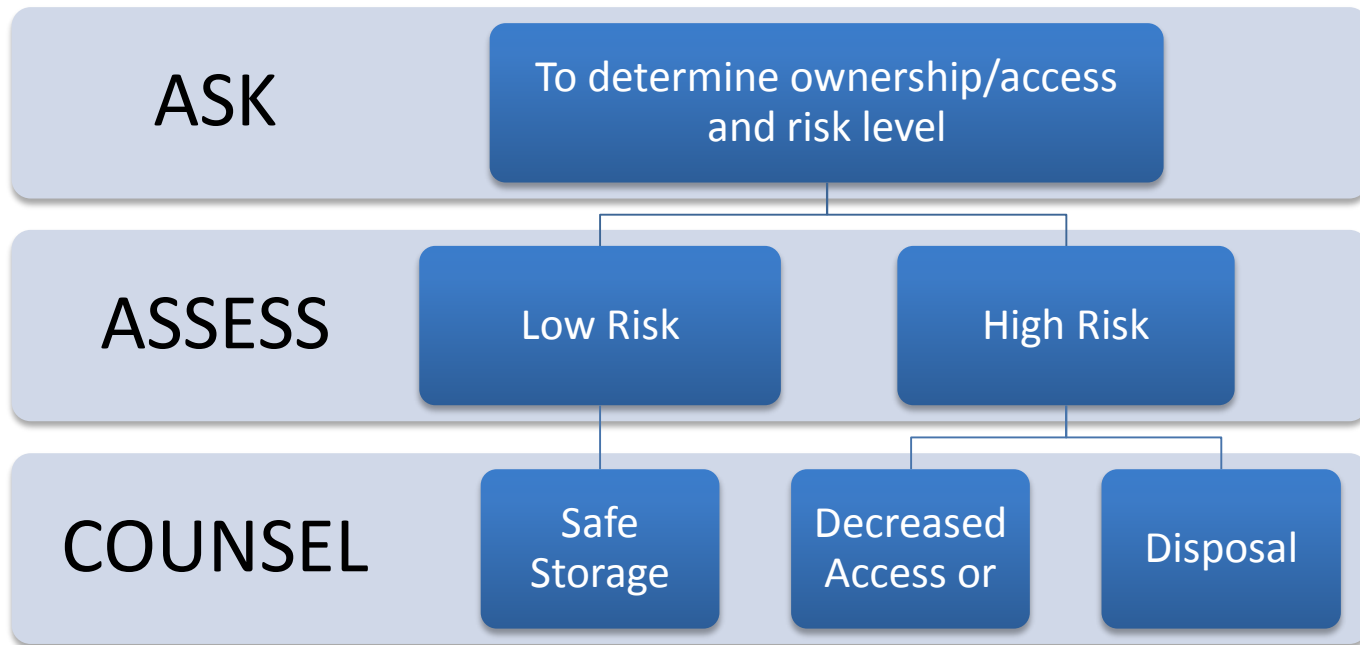 ASK
To determine ownership/access
and risk level
ASSESS
Low Risk
High Risk
COUNSEL
Safe
Storage
Decreased
Access or
Disposal